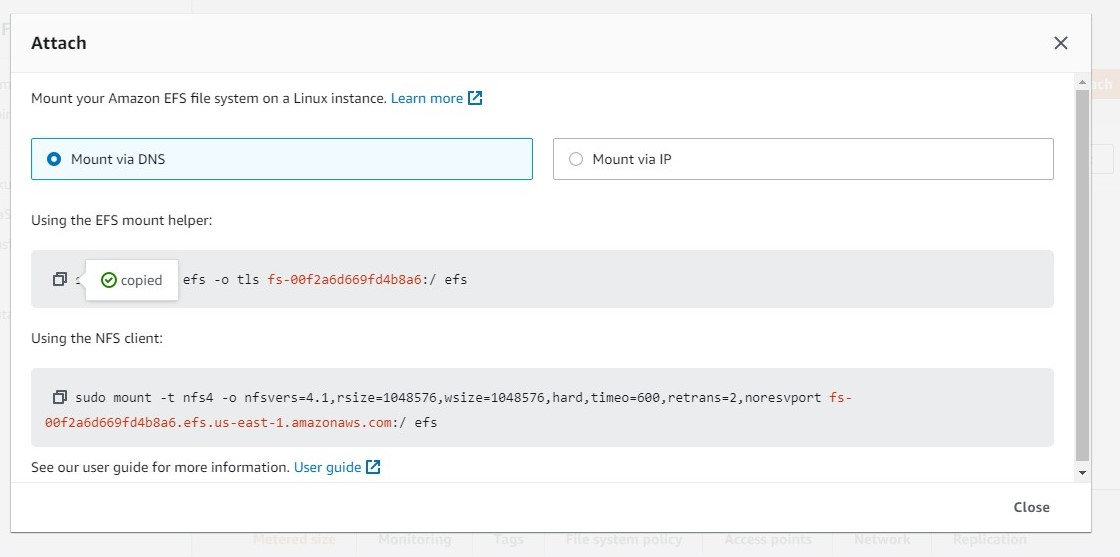 Attach
Mount your Amazon EFS file system on a Linux instance. Learn more
Mount via DNS
Mount via IP
Using the EFS mount helper:
copied efs -o tls fs-00f2a6d669fd4b8a6:/ efs
Using the NFS client:
sudo mount -t nfs4 -o nfsvers=4.1,rsize=1048576,wsize=1048576,hard,timeo=600,retrans=2,noresvport fs-
00f2a6d669fd4b8a6.efs.us-east-1.amazonaws.com:/ efs
See our user guide for more information. User guide
Close
Metered size Monitoring Tags File system policy Access points Network Replication